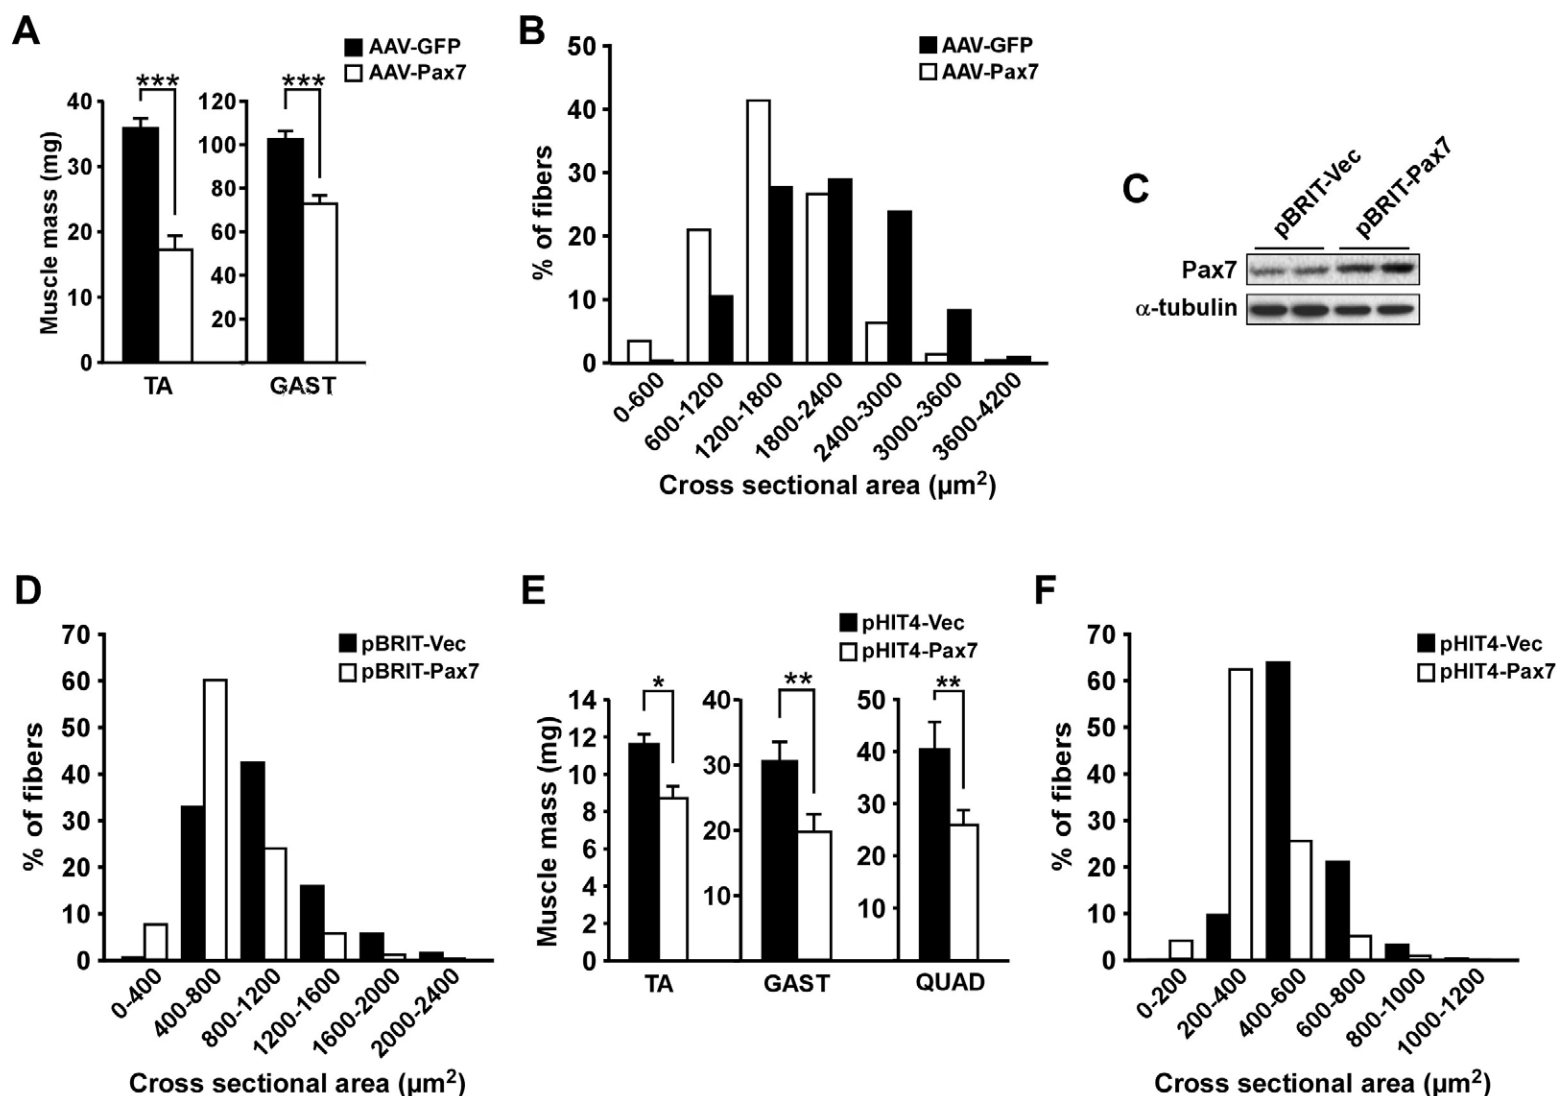 A
AAV-GFP
AAV-Pax7
***
***
Muscle mass (mg)
40
30
20
10
0
120
100
80
60
40
20
TA
GAST
B
AAV-GFP
AAV-Pax7
% of fibers
50
40
30
20
10
0
0-600
600-1200
1200-1800
1800-2400
2400-3000
3000-3600
3600-4200
Cross sectional area (µm²)
C
pBRIT-Vec
pBRIT-Pax7
Pax7
α-tubulin
D
pBRIT-Vec
pBRIT-Pax7
% of fibers
70
60
50
40
30
20
10
0
0-400
400-800
800-1200
1200-1600
1600-2000
2000-2400
Cross sectional area (µm²)
E
pHIT4-Vec
pHIT4-Pax7
*
**
**
Muscle mass (mg)
14
12
10
8
6
4
2
0
40
30
20
10
50
40
30
20
10
TA
GAST
QUAD
F
pHIT4-Vec
pHIT4-Pax7
% of fibers
70
60
50
40
30
20
10
0
0-200
200-400
400-600
600-800
800-1000
1000-1200
Cross sectional area (µm²)